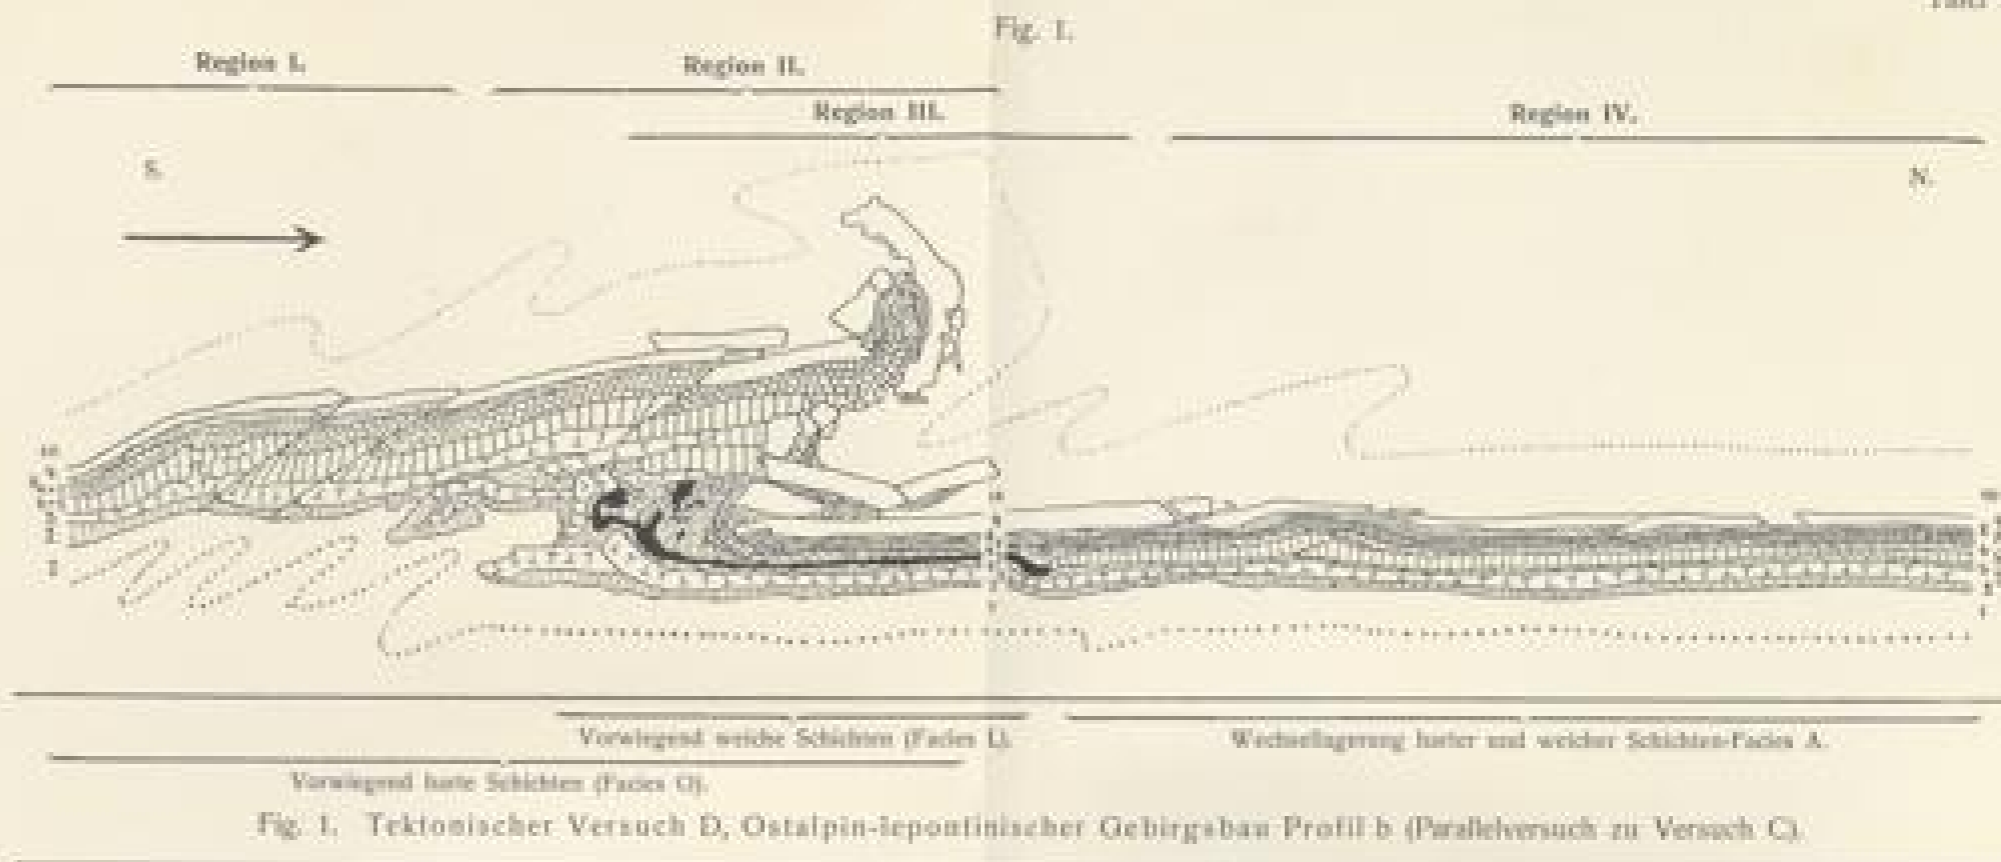 Fig. 1.
Region I.
Region II.
Region III.
Region IV.
S.
N.
Vorwiegend weiche Schichten (Facies L).
Wechsellagerung harter und weicher Schichten-Facies A.
Vorwiegend harte Schichten (Facies O).
Fig. 1. Tektonischer Versuch D, Ostalpin-lepontinischer Gebirgsbau Profil b (Parallelversuch zu Versuch C).